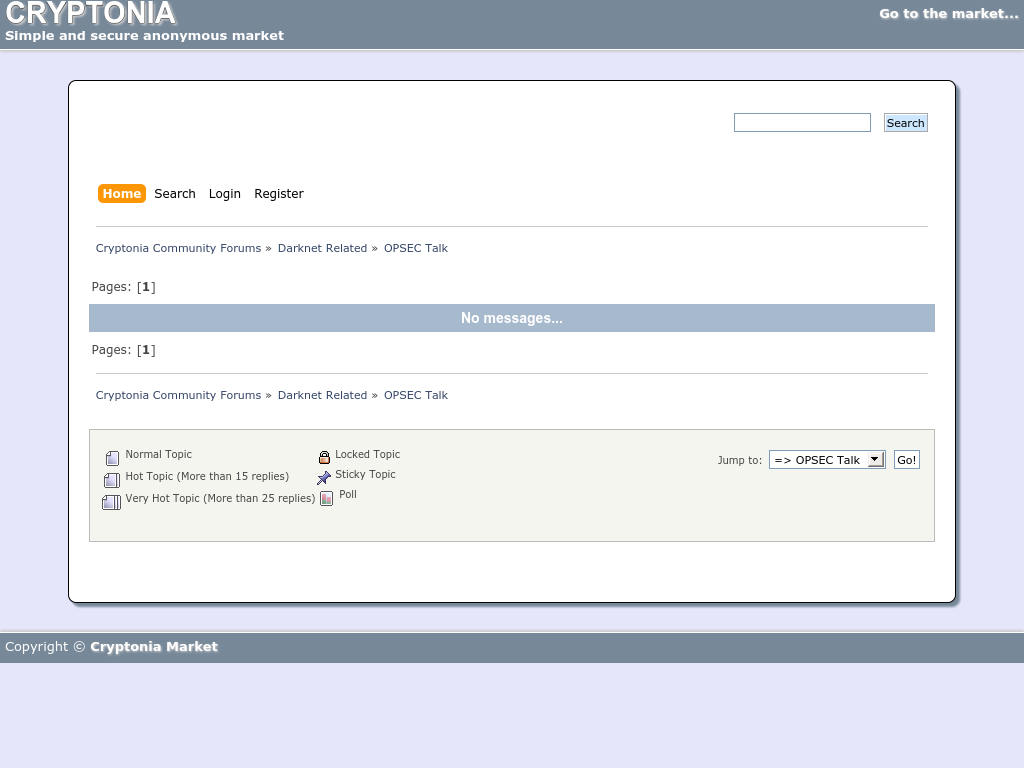 CRYPTONIA
Go to the market...
Simple and secure anonymous market
Search
Home Search Login Register
Cryptonia Community Forums » Darknet Related » OPSEC Talk
Pages: [1]
No messages...
Pages: [1]
Cryptonia Community Forums » Darknet Related » OPSEC Talk
Normal Topic
Hot Topic (More than 15 replies)
Very Hot Topic (More than 25 replies)
Locked Topic
Sticky Topic
Poll
Jump to: => OPSEC Talk Go!
Copyright © Cryptonia Market